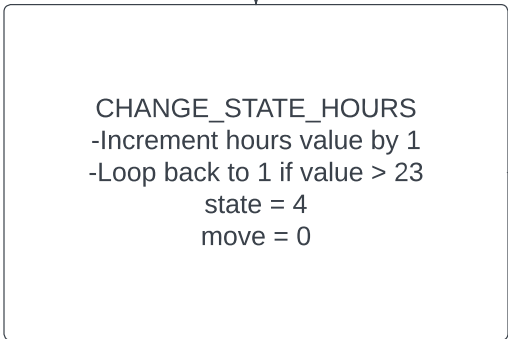 CHANGE_STATE_HOURS
-Increment hours value by 1
-Loop back to 1 if value > 23
state = 4
move = 0